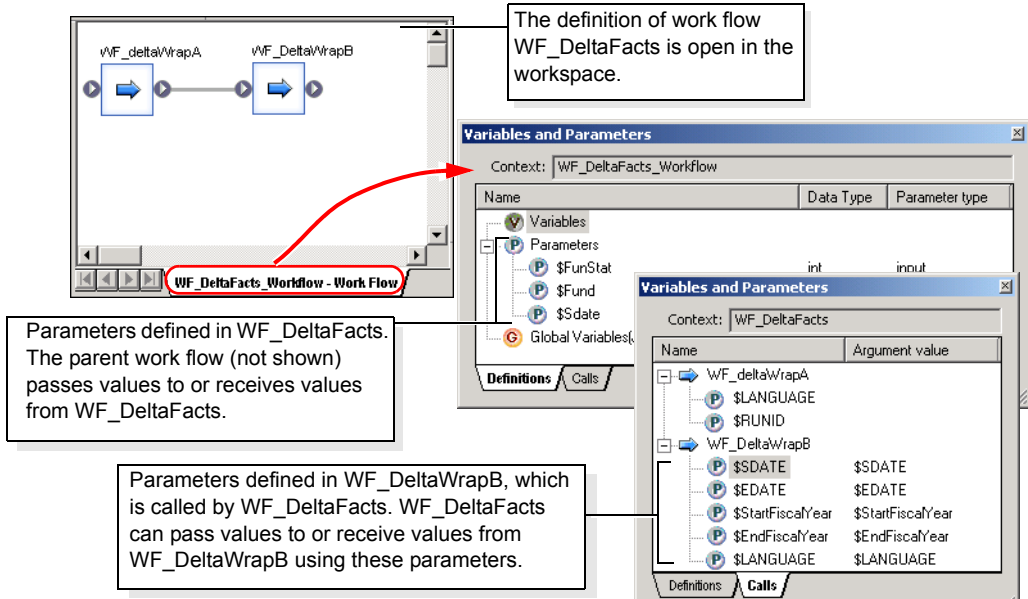 WF_deltaWrapA WF_DeltaWrapB
The definition of work flow
WF_DeltaFacts is open in the
workspace.
WF_DeltaFacts_Workflow - Work Flow
Variables and Parameters
Context: WF_DeltaFacts_Workflow
Name Data Type Parameter type
V Variables
P Parameters
P $FunStat int input
P $Fund
P $Sdate
G Global Variables(
Definitions Calls
Parameters defined in WF_DeltaFacts.
The parent work flow (not shown)
passes values to or receives values
from WF_DeltaFacts.
Variables and Parameters
Context: WF_DeltaFacts
Name Argument value
WF_deltaWrapA
P $LANGUAGE
P $RUNID
WF_DeltaWrapB
P $SDATE $SDATE
P $EDATE $EDATE
P $StartFiscalYear $StartFiscalYear
P $EndFiscalYear $EndFiscalYear
P $LANGUAGE $LANGUAGE
Definitions Calls
Parameters defined in WF_DeltaWrapB, which
is called by WF_DeltaFacts. WF_DeltaFacts
can pass values to or receive values from
WF_DeltaWrapB using these parameters.